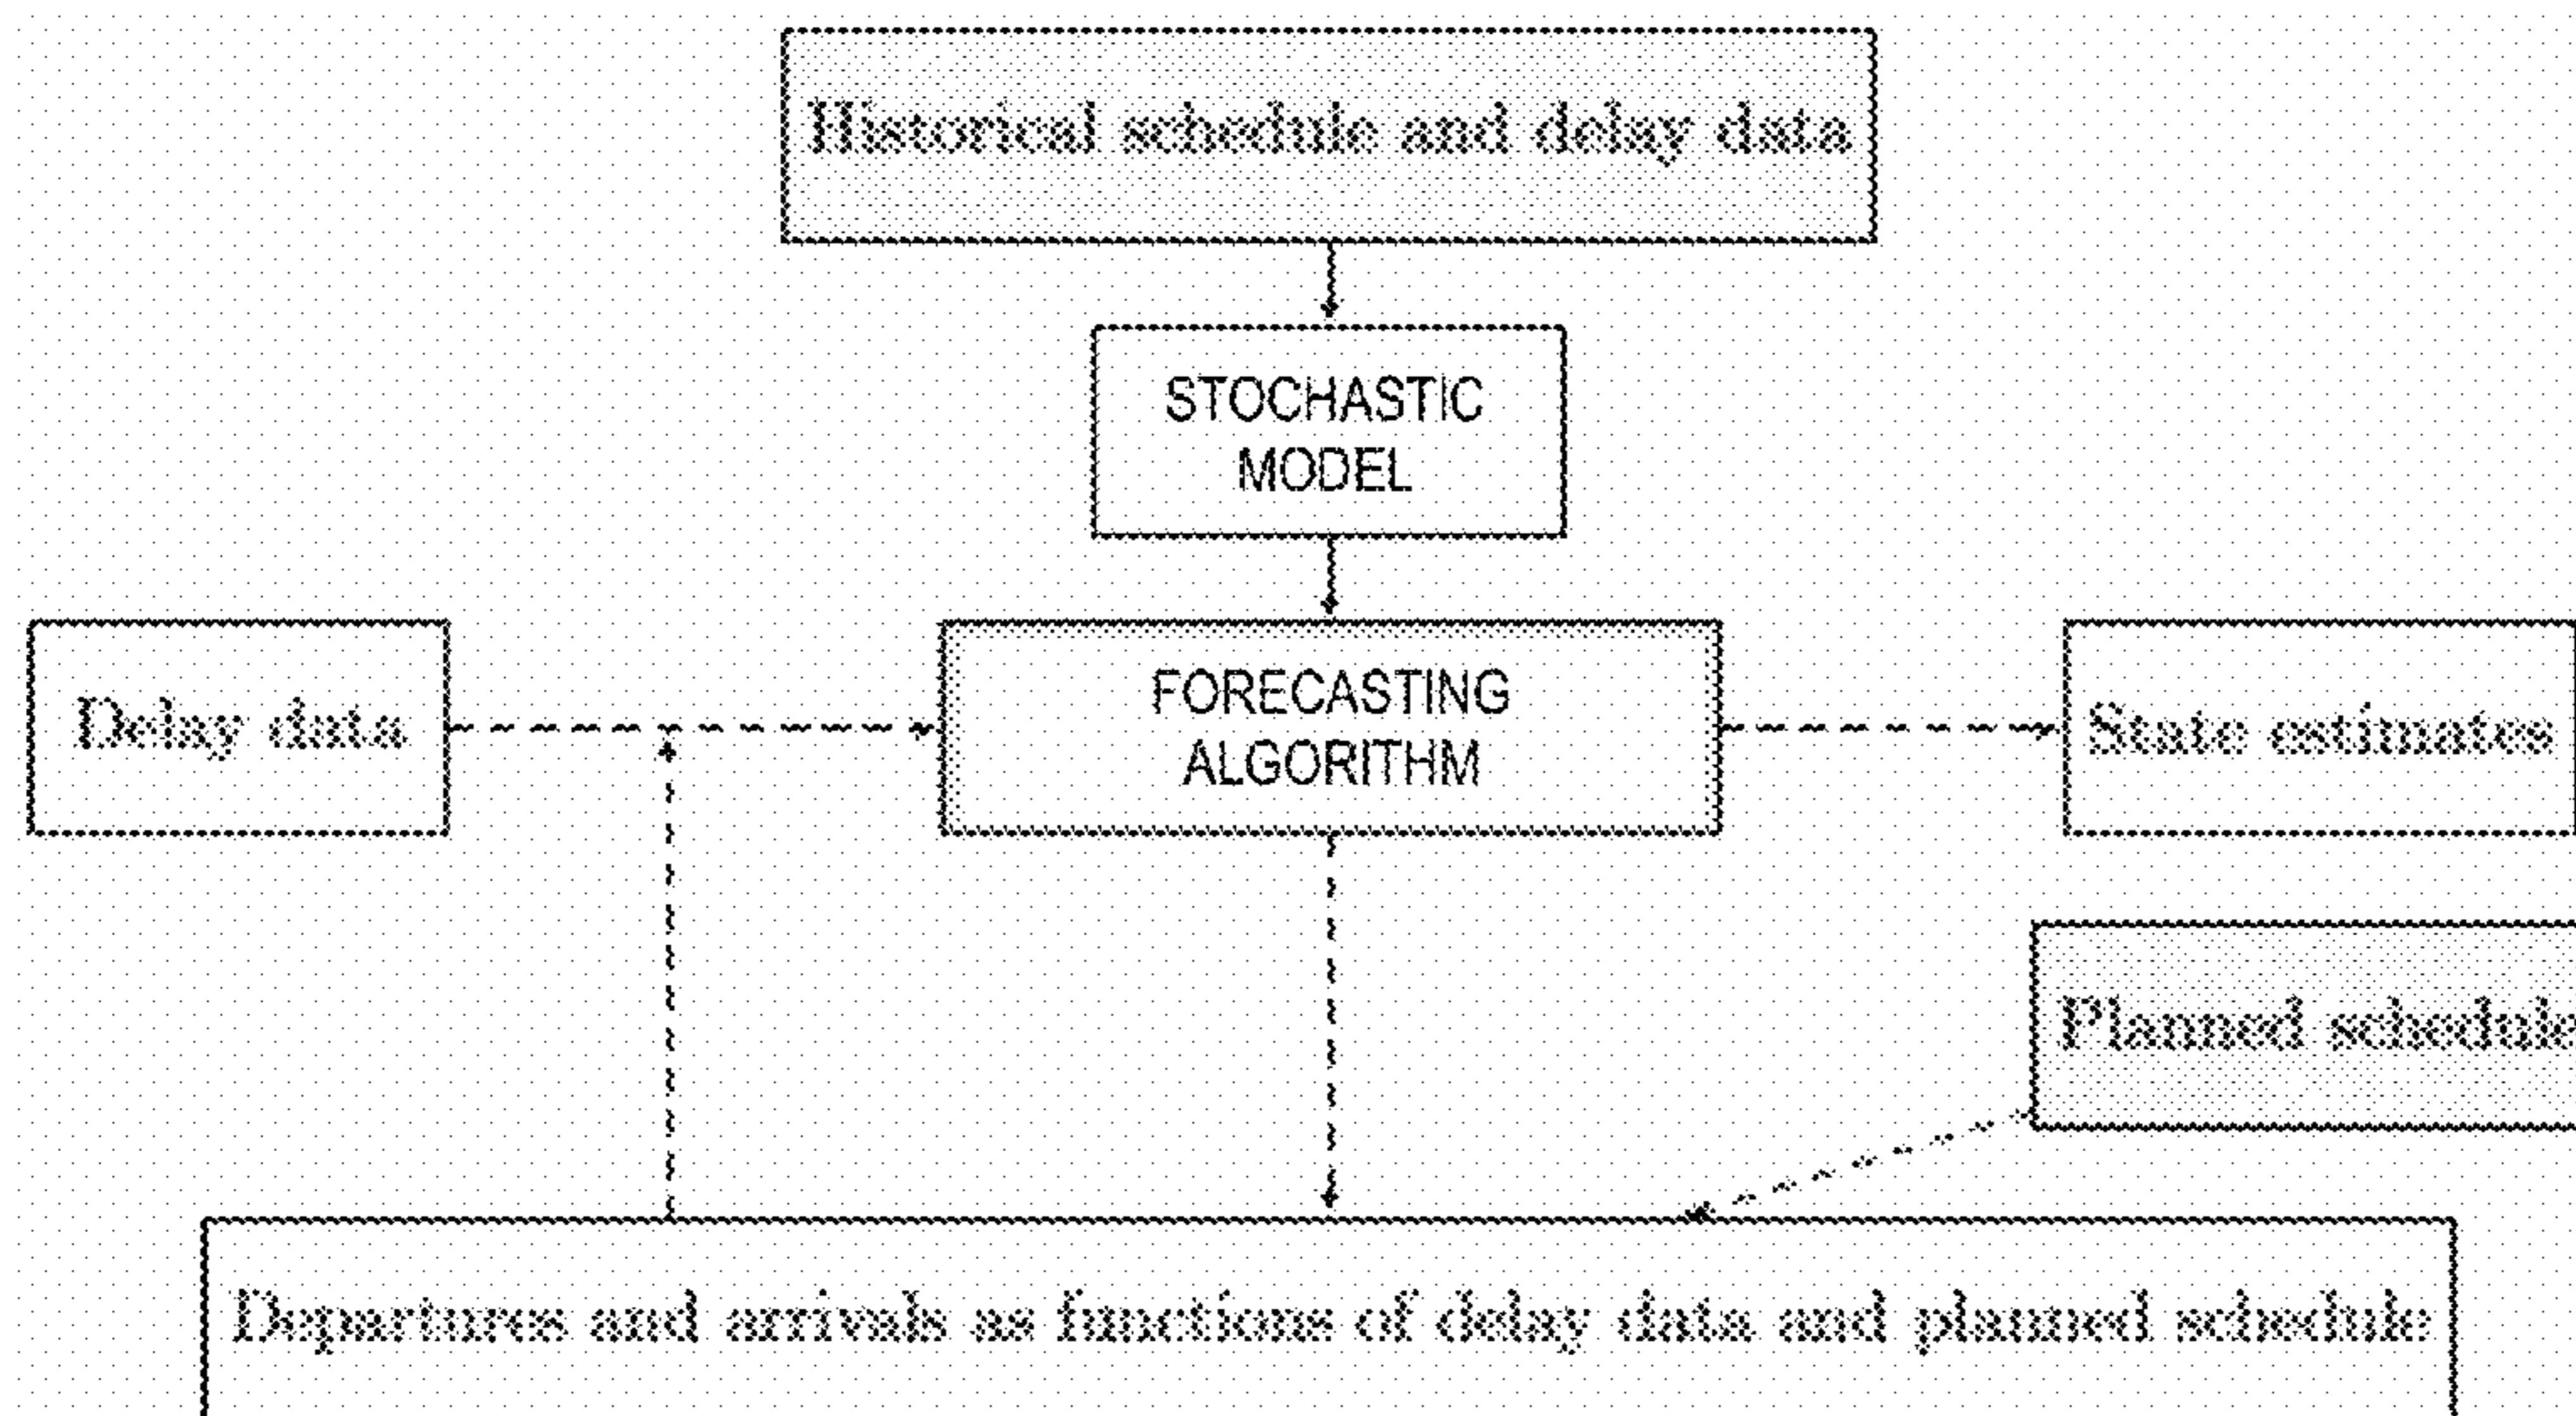 Historical schedule and delay data
STOCHASTIC
MODEL
Delay data
FORECASTING
ALGORITHM
State estimates
Planned schedule
Departures and arrivals as functions of delay data and planned schedule